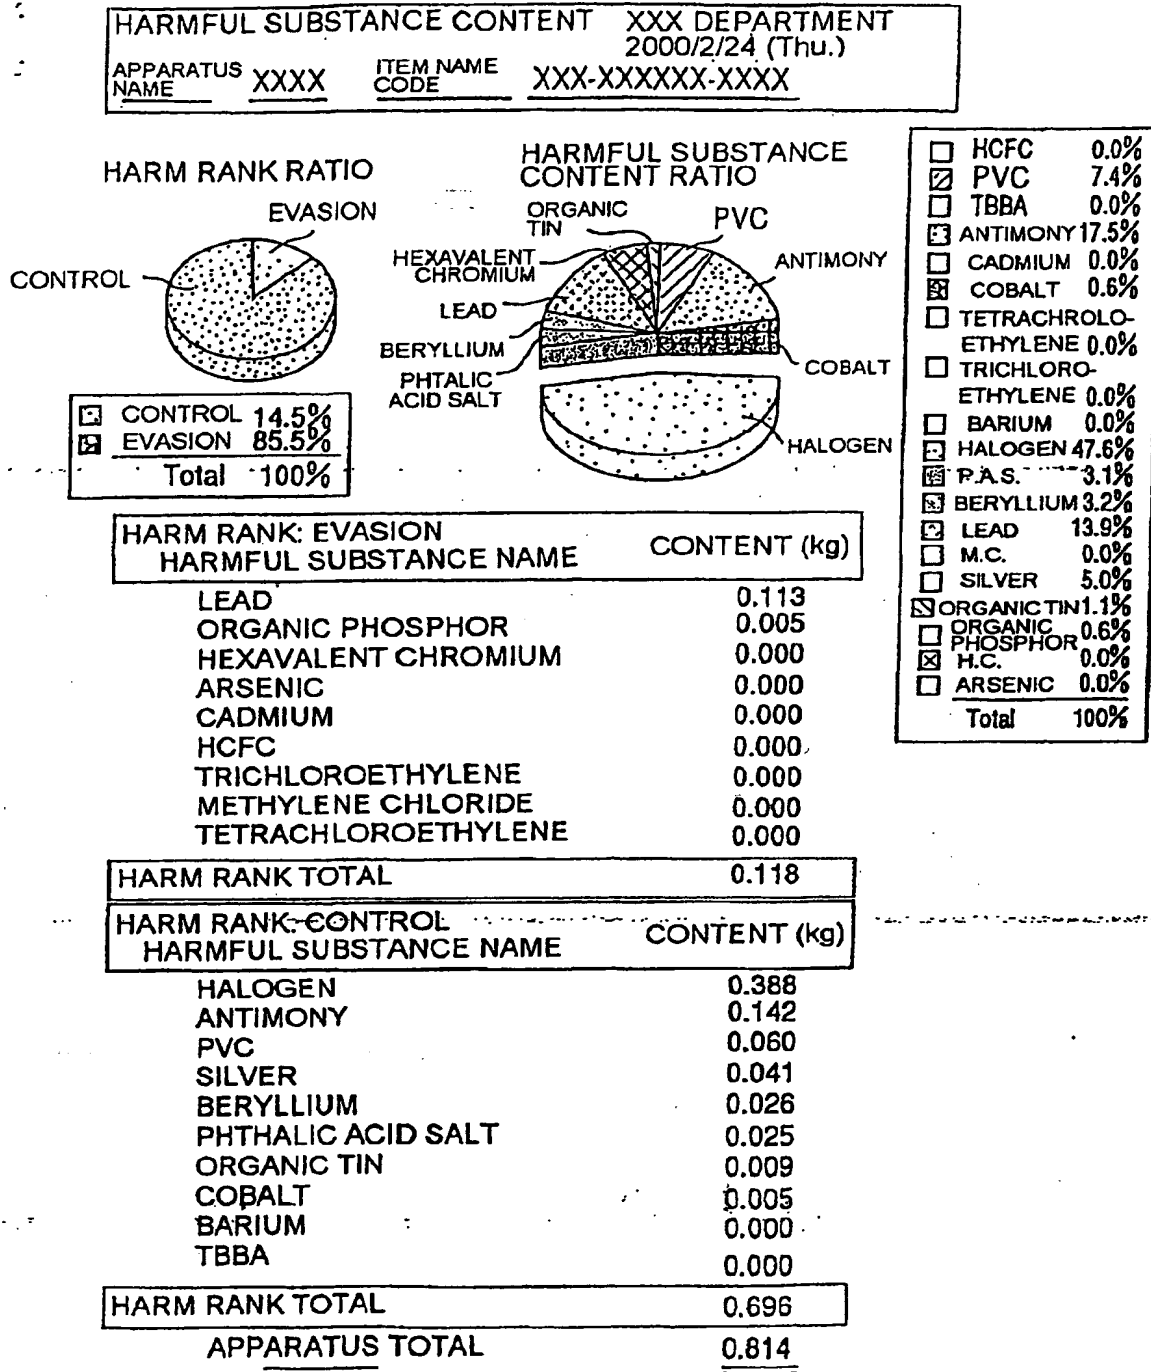 HARMFUL SUBSTANCE CONTENT XXX DEPARTMENT
2000/2/24 (Thu.)
APPARATUS NAME XXXX ITEM NAME CODE XXX-XXXXXX-XXXX
HARM RANK RATIO
EVASION
CONTROL
CONTROL 14.5%
EVASION 85.5%
Total 100%
HARMFUL SUBSTANCE
CONTENT RATIO
ORGANIC
TIN
PVC
HEXAVALENT
CHROMIUM
ANTIMONY
LEAD
BERYLLIUM
COBALT
PHTALIC
ACID SALT
HALOGEN
HCFC 0.0%
PVC 7.4%
TBBA 0.0%
ANTIMONY 17.5%
CADMIUM 0.0%
COBALT 0.6%
TETRACHROLO-
ETHYLENE 0.0%
TRICHLORO-
ETHYLENE 0.0%
BARIUM 0.0%
HALOGEN 47.6%
P.A.S. 3.1%
BERYLLIUM 3.2%
LEAD 13.9%
M.C. 0.0%
SILVER 5.0%
ORGANIC TIN 1.1%
ORGANIC
PHOSPHOR 0.6%
H.C. 0.0%
ARSENIC 0.0%
Total 100%
HARM RANK: EVASION
HARMFUL SUBSTANCE NAME CONTENT (kg)
LEAD 0.113
ORGANIC PHOSPHOR 0.005
HEXAVALENT CHROMIUM 0.000
ARSENIC 0.000
CADMIUM 0.000
HCFC 0.000
TRICHLOROETHYLENE 0.000
METHYLENE CHLORIDE 0.000
TETRACHLOROETHYLENE 0.000
HARM RANK TOTAL 0.118
HARM RANK: CONTROL
HARMFUL SUBSTANCE NAME CONTENT (kg)
HALOGEN 0.388
ANTIMONY 0.142
PVC 0.060
SILVER 0.041
BERYLLIUM 0.026
PHTHALIC ACID SALT 0.025
ORGANIC TIN 0.009
COBALT 0.005
BARIUM 0.000
TBBA 0.000
HARM RANK TOTAL 0.696
APPARATUS TOTAL 0.814